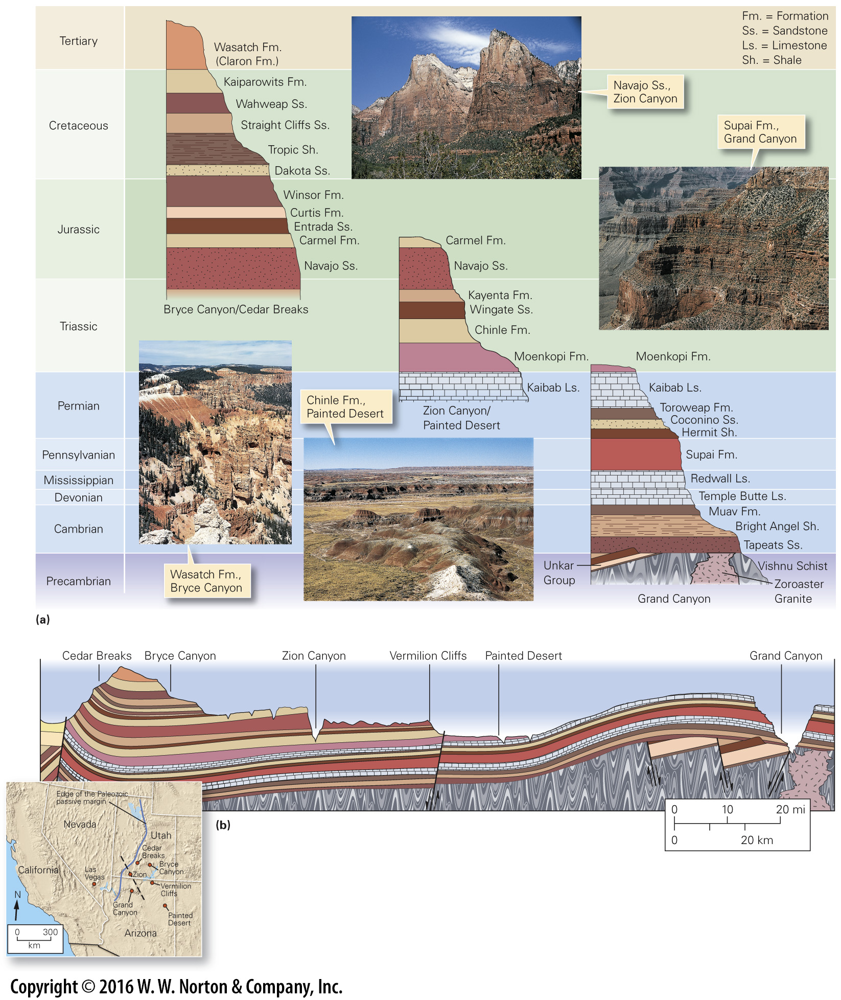 Tertiary
Cretaceous
Jurassic
Triassic
Permian
Pennsylvanian
Mississippian
Devonian
Cambrian
Precambrian
Wasatch Fm.
(Claron Fm.)
Kaiparowits Fm.
Wahweap Ss.
Straight Cliffs Ss.
Tropic Sh.
Dakota Ss.
Winsor Fm.
Curtis Fm.
Entrada Ss.
Carmel Fm.
Navajo Ss.
Bryce Canyon/Cedar Breaks
Fm. = Formation
Ss. = Sandstone
Ls. = Limestone
Sh. = Shale
Navajo Ss.,
Zion Canyon
Supai Fm.,
Grand Canyon
Carmel Fm.
Navajo Ss.
Kayenta Fm.
Wingate Ss.
Chinle Fm.
Moenkopi Fm.
Kaibab Ls.
Zion Canyon/
Painted Desert
Chinle Fm.,
Painted Desert
Wasatch Fm.,
Bryce Canyon
Moenkopi Fm.
Kaibab Ls.
Toroweap Fm.
Coconino Ss.
Hermit Sh.
Supai Fm.
Redwall Ls.
Temple Butte Ls.
Muav Fm.
Bright Angel Sh.
Tapeats Ss.
Unkar
Group
Vishnu Schist
Zoroaster
Granite
Grand Canyon
(a)
Cedar Breaks
Bryce Canyon
Zion Canyon
Vermilion Cliffs
Painted Desert
Grand Canyon
0 10 20 mi
0 20 km
(b)
Edge of the Paleozoic
passive margin
Nevada
Utah
Cedar
Breaks
Bryce
Canyon
California
Las
Vegas
Zion
Vermilion
Cliffs
N
Grand
Canyon
Painted
Desert
Arizona
0 300
km
Copyright © 2016 W. W. Norton & Company, Inc.